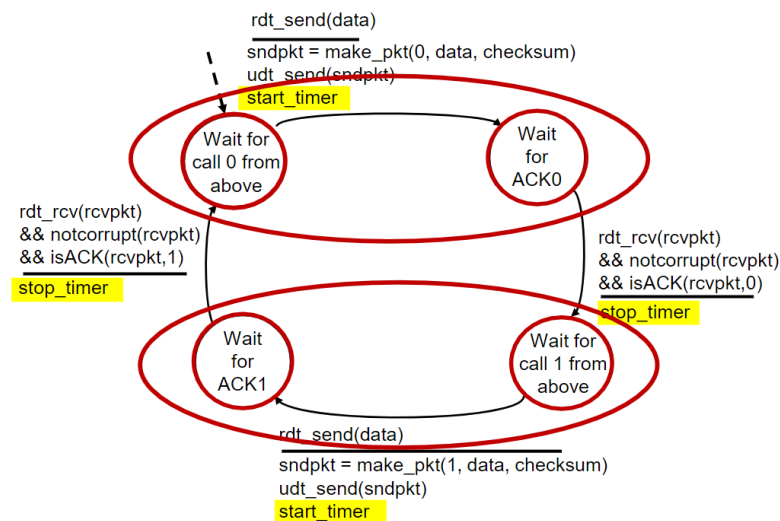 rdt_send(data)
sndpkt = make_pkt(0, data, checksum)
udt_send(sndpkt)
start_timer
Wait for
call 0 from
above
Wait
for
ACK0
rdt_rcv(rcvpkt)
&& notcorrupt(rcvpkt)
&& isACK(rcvpkt,1)
stop_timer
rdt_rcv(rcvpkt)
&& notcorrupt(rcvpkt)
&& isACK(rcvpkt,0)
stop_timer
Wait
for
ACK1
Wait for
call 1 from
above
rdt_send(data)
sndpkt = make_pkt(1, data, checksum)
udt_send(sndpkt)
start_timer